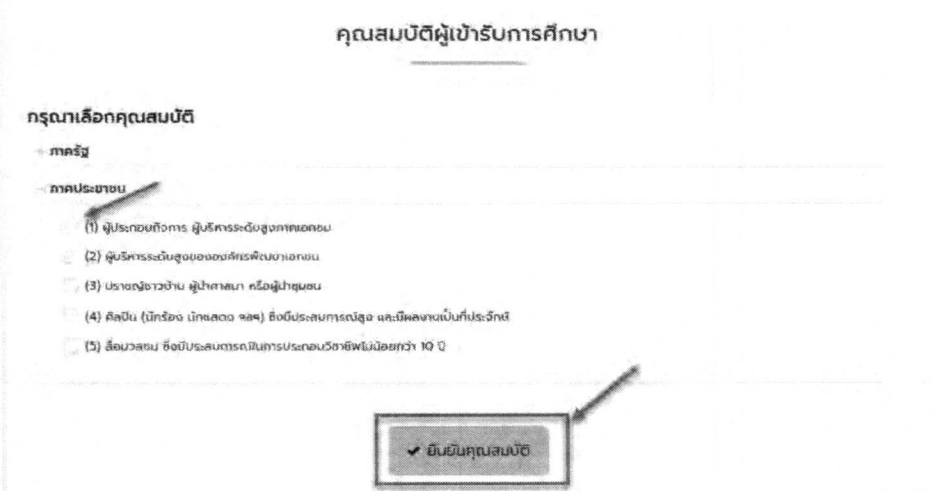 คุณสมบัติผู้เข้ารับการศึกษา
กรุณาเลือกคุณสมบัติ
ภาครัฐ
ภาคประชาชน
(1) ผู้ประกอบกิจการ ผู้บริหารระดับสูงภาคเอกชน
(2) ผู้บริหารระดับสูงขององค์กรพัฒนาเอกชน
(3) ปราชญ์ชาวบ้าน ผู้นำศาสนา หรือผู้นำชุมชน
(4) ศิลปิน (นักร้อง นักแสดง ฯลฯ) ซึ่งมีประสบการณ์สูง และมีผลงานเป็นที่ประจักษ์
(5) สื่อมวลชน ซึ่งมีประสบการณ์ในการประกอบวิชาชีพไม่น้อยกว่า 10 ปี
✔ ยืนยันคุณสมบัติ